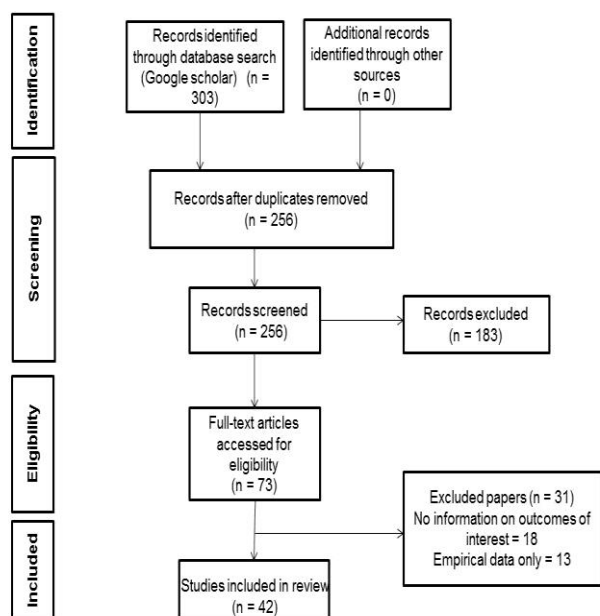 Identification
Records identified
through database search
(Google scholar) (n =
303)
Additional records
identified through other
sources
(n = 0)
Screening
Records after duplicates removed
(n = 256)
Records screened
(n = 256)
Records excluded
(n = 183)
Eligibility
Full-text articles
accessed for
eligibility
(n = 73)
Excluded papers (n = 31)
No information on outcomes of
interest = 18
Empirical data only = 13
Included
Studies included in review
(n = 42)